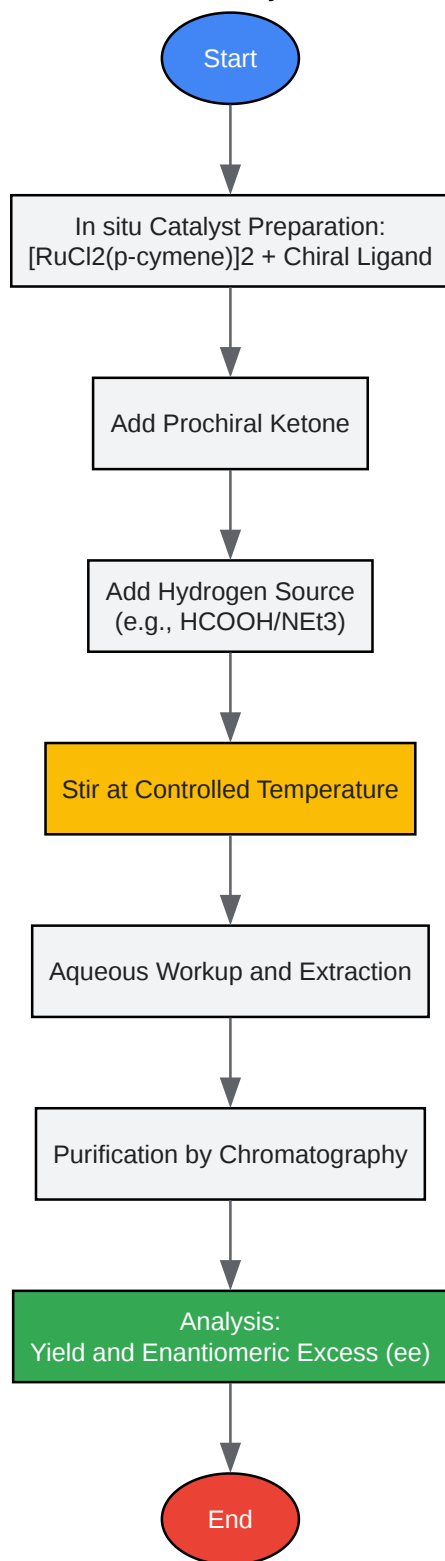 Start
In situ Catalyst Preparation:
[RuCl2(p-cymene)]2 + Chiral Ligand
Add Prochiral Ketone
Add Hydrogen Source
(e.g., HCOOH/NEt3)
Stir at Controlled Temperature
Aqueous Workup and Extraction
Purification by Chromatography
Analysis:
Yield and Enantiomeric Excess (ee)
End